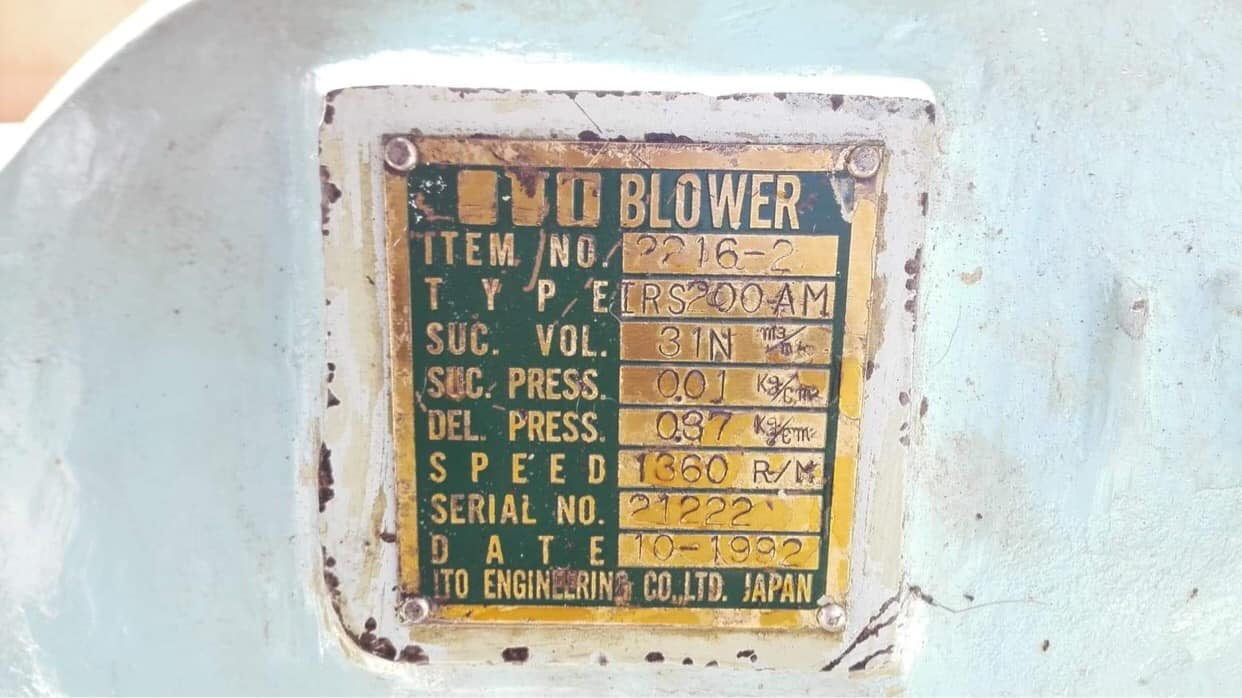 BLOWER
ITEM NO. 2216-2
TYPE IRS200AM
SUC. VOL. 31N m3/min
SUC. PRESS. 0.01 Kg/cm²
DEL. PRESS. 0.37 Kg/cm²
SPEED 1360 R/M
SERIAL NO. 21222
DATE 10-1992
ITO ENGINEERING CO.,LTD. JAPAN